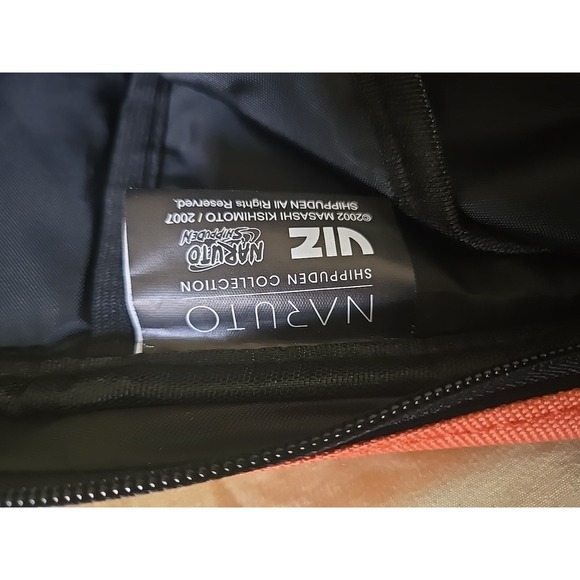 NARUTO
SHIPPUDEN COLLECTION
VIZ
NARUTO
SHIPPUDEN
©2002 MASASHI KISHIMOTO / 2007
SHIPPUDEN All Rights Reserved.